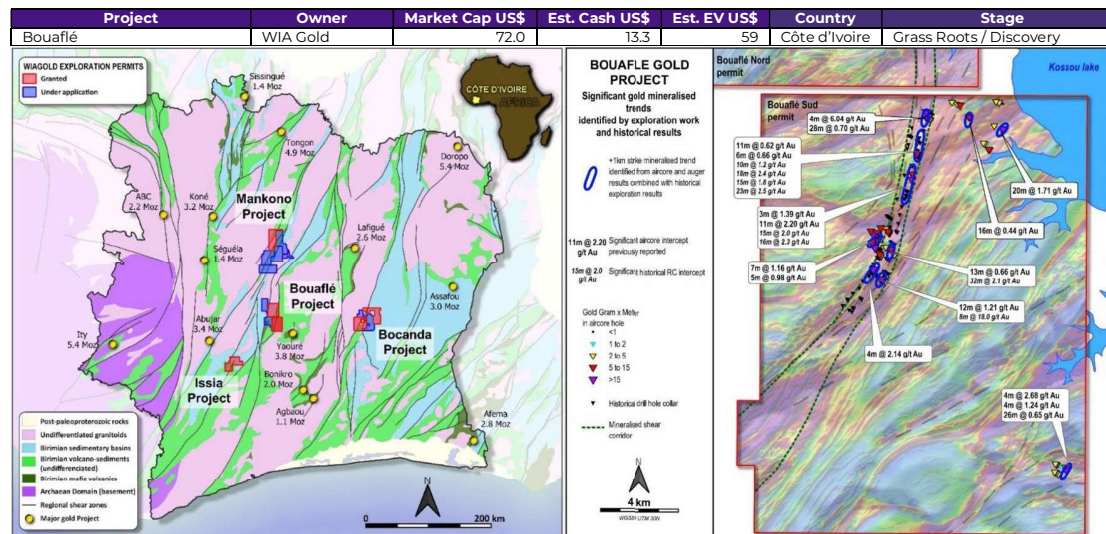 Project Owner Market Cap US$ Est. Cash US$ Est. EV US$ Country Stage
Bouaflé WIA Gold 72.0 13.3 59 Côte d'Ivoire Grass Roots / Discovery
WIAGOLD EXPLORATION PERMITS
Granted
Under application
Sissingué
1.4 Moz
CÔTE D'IVOIRE
AFRICA
Tongon
4.9 Moz
Doropo
5.4 Moz
Mankono
Project
ABC
2.2 Moz
Koné
3.2 Moz
Lafigué
2.6 Moz
Séguéla
1.4 Moz
Bouaflé
Project
Assafou
3.0 Moz
Abujar
3.4 Moz
Ity
5.4 Moz
Yaouré
3.8 Moz
Bocanda
Project
Issia
Project
Bonikro
2.0 Moz
Agbaou
1.1 Moz
Afema
2.8 Moz
Post-paleoproterozoic rocks
Undifferentiated granitoids
Birimian sedimentary basins
Birimian volcano-sediments
(undifferenciated)
Birimian mafic volcanics
Archaean Domain (basement)
Regional shear zones
Major gold Project
N
0 200 km
BOUAFLE GOLD
PROJECT
Significant gold mineralised
trends
identified by exploration work
and historical results
+1km strike mineralised trend
identified from aircore and auger
results combined with historical
exploration results
11m @ 2.20
g/t Au
Significant aircore intercept
previousy reported
15m @ 2.0
g/t Au
Significant historical RC intercept
Gold Gram x Meter
in aircore hole
<1
1 to 2
2 to 5
5 to 15
>15
Historical drill hole collar
Mineralised shear
corridor
N
4 km
WGS84 UTM 30N
Bouaflé Nord
permit
Kossou lake
Bouaflé Sud
permit
4m @ 6.04 g/t Au
28m @ 0.70 g/t Au
11m @ 0.62 g/t Au
6m @ 0.66 g/t Au
10m @ 1.2 g/t Au
18m @ 2.4 g/t Au
15m @ 1.8 g/t Au
23m @ 2.5 g/t Au
20m @ 1.71 g/t Au
3m @ 1.39 g/t Au
11m @ 2.20 g/t Au
15m @ 2.0 g/t Au
16m @ 2.3 g/t Au
16m @ 0.44 g/t Au
7m @ 1.16 g/t Au
5m @ 0.98 g/t Au
13m @ 0.66 g/t Au
32m @ 2.1 g/t Au
12m @ 1.21 g/t Au
8m @ 18.0 g/t Au
4m @ 2.14 g/t Au
4m @ 2.68 g/t Au
4m @ 1.24 g/t Au
26m @ 0.65 g/t Au